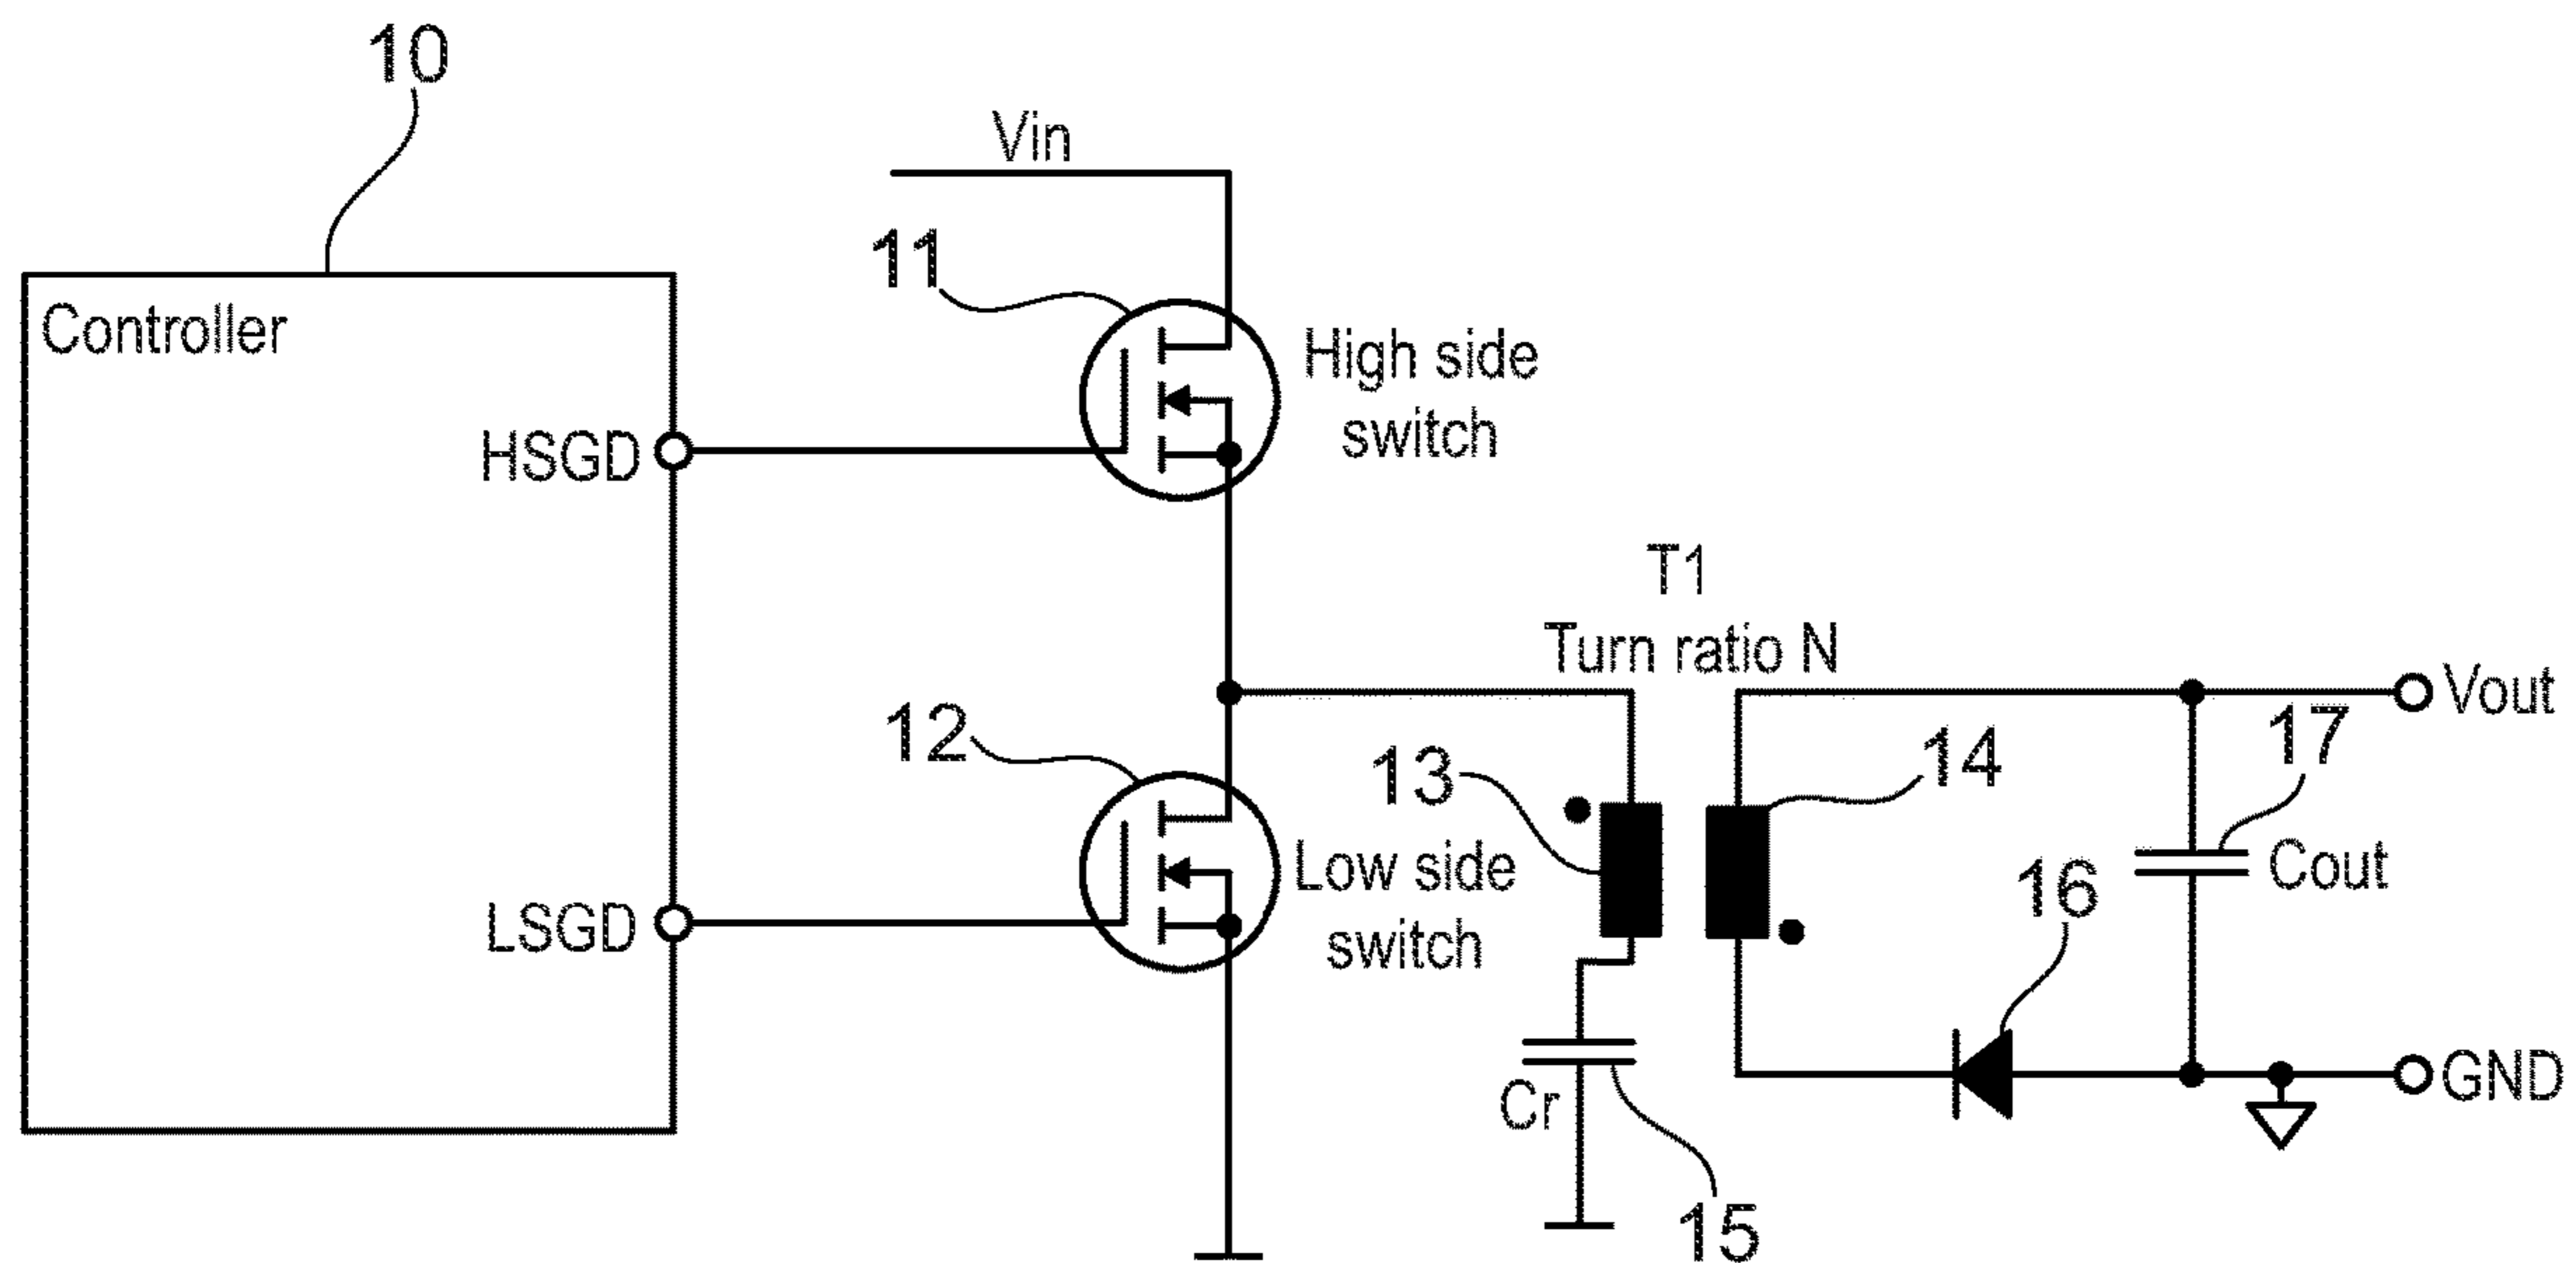 10
Vin
11
Controller
High side
switch
HSGD
T1
Turn ratio N
Vout
12
13
14
17
Low side
switch
Cout
16
LSGD
Cr
GND
15